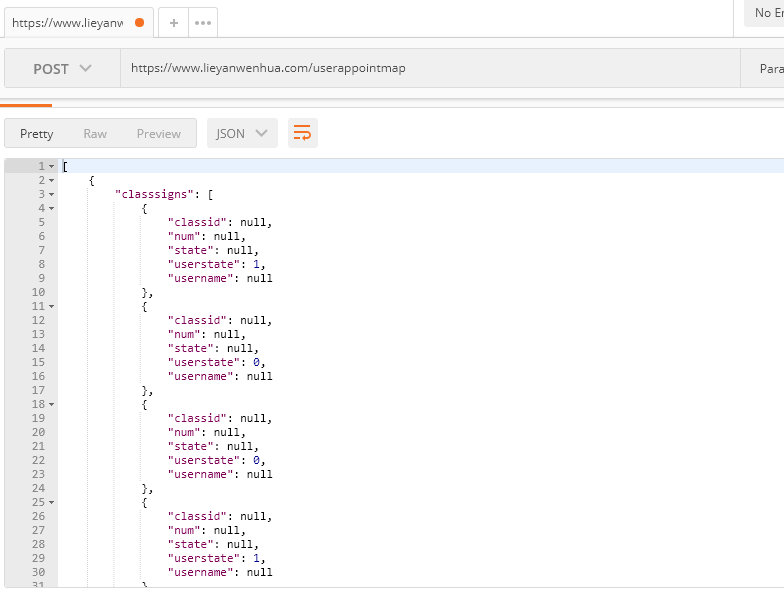 https://www.lieyanw
+
•••
No En
POST
https://www.lieyanwenhua.com/userappointmap
Para
Pretty
Raw
Preview
JSON
1 [
2 {
3 "classsigns": [
4 {
5 "classid": null,
6 "num": null,
7 "state": null,
8 "userstate": 1,
9 "username": null
10 },
11 {
12 "classid": null,
13 "num": null,
14 "state": null,
15 "userstate": 0,
16 "username": null
17 },
18 {
19 "classid": null,
20 "num": null,
21 "state": null,
22 "userstate": 0,
23 "username": null
24 },
25 {
26 "classid": null,
27 "num": null,
28 "state": null,
29 "userstate": 1,
30 "username": null
31 }